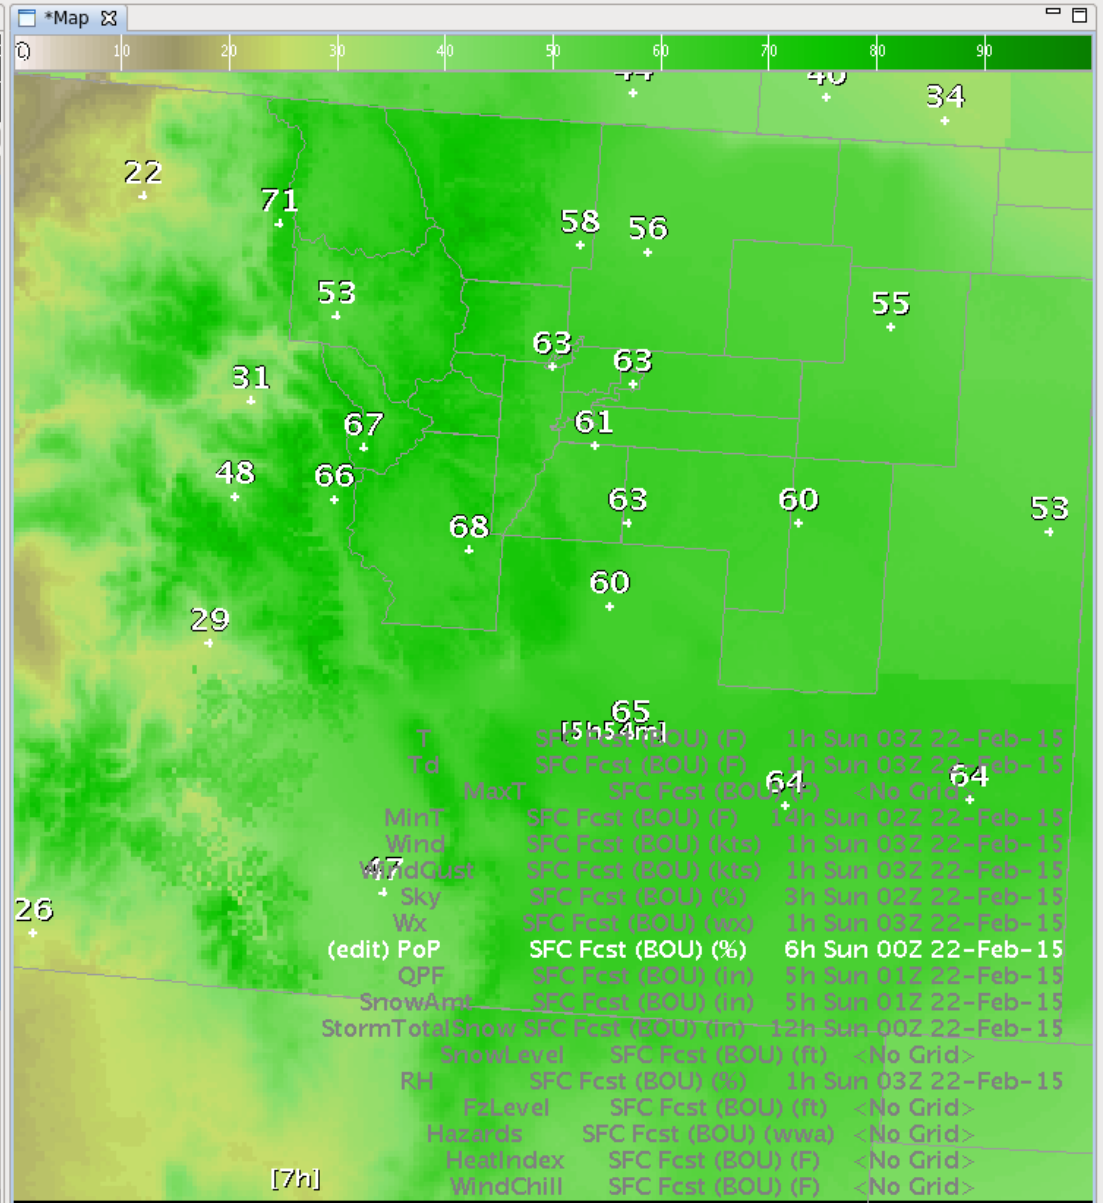 *Map
10 20 30 40 50 60 70 80 90
44 40 34
22
71
58 56
53
55
63
63
31
67 61
48 66
63 60
53
68
60
29
65
[5h54m]
T SFC Fcst (BOU) (F) 1h Sun 03Z 22-Feb-15
Td SFC Fcst (BOU) (F) 1h Sun 03Z 22-Feb-15
64 64
MaxT SFC Fcst (BOU) (F) <No Grid>
MinT SFC Fcst (BOU) (F) 14h Sun 02Z 22-Feb-15
Wind SFC Fcst (BOU) (kts) 1h Sun 03Z 22-Feb-15
47
WindGust SFC Fcst (BOU) (kts) 1h Sun 03Z 22-Feb-15
Sky SFC Fcst (BOU) (%) 3h Sun 02Z 22-Feb-15
26
Wx SFC Fcst (BOU) (wx) 1h Sun 03Z 22-Feb-15
(edit) PoP SFC Fcst (BOU) (%) 6h Sun 00Z 22-Feb-15
QPF SFC Fcst (BOU) (in) 5h Sun 01Z 22-Feb-15
SnowAmt SFC Fcst (BOU) (in) 5h Sun 01Z 22-Feb-15
StormTotalSnow SFC Fcst (BOU) (in) 12h Sun 00Z 22-Feb-15
SnowLevel SFC Fcst (BOU) (ft) <No Grid>
RH SFC Fcst (BOU) (%) 1h Sun 03Z 22-Feb-15
FzLevel SFC Fcst (BOU) (ft) <No Grid>
Hazards SFC Fcst (BOU) (wwa) <No Grid>
HeatIndex SFC Fcst (BOU) (F) <No Grid>
[7h]
WindChill SFC Fcst (BOU) (F) <No Grid>